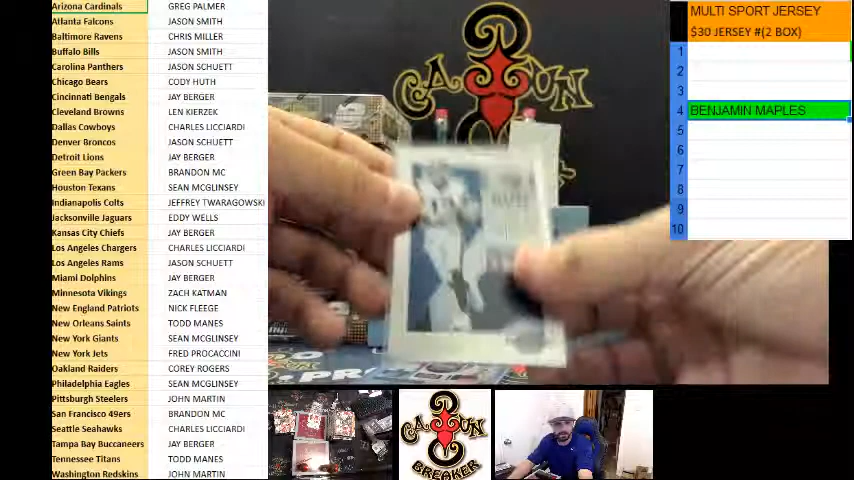 Arizona Cardinals GREG PALMER
Atlanta Falcons JASON SMITH
Baltimore Ravens CHRIS MILLER
Buffalo Bills JASON SMITH
Carolina Panthers JASON SCHUETT
Chicago Bears CODY HUTH
Cincinnati Bengals JAY BERGER
Cleveland Browns LEN KIERZEK
Dallas Cowboys CHARLES LICCIARDI
Denver Broncos JASON SCHUETT
Detroit Lions JAY BERGER
Green Bay Packers BRANDON MC
Houston Texans SEAN MCGLINSEY
Indianapolis Colts JEFFREY TWARAGOWSKI
Jacksonville Jaguars EDDY WELLS
Kansas City Chiefs JAY BERGER
Los Angeles Chargers CHARLES LICCIARDI
Los Angeles Rams JASON SCHUETT
Miami Dolphins JAY BERGER
Minnesota Vikings ZACH KATMAN
New England Patriots NICK FLEEGE
New Orleans Saints TODD MANES
New York Giants SEAN MCGLINSEY
New York Jets FRED PROCACCINI
Oakland Raiders COREY ROGERS
Philadelphia Eagles SEAN MCGLINSEY
Pittsburgh Steelers JOHN MARTIN
San Francisco 49ers BRANDON MC
Seattle Seahawks CHARLES LICCIARDI
Tampa Bay Buccaneers JAY BERGER
Tennessee Titans TODD MANES
Washington Redskins JOHN MARTIN
CAJUN
MULTI SPORT JERSEY
$30 JERSEY #(2 BOX)
1
2
3
4 BENJAMIN MAPLES
5
6
7
8
9
10
CAJUN
BREAKER